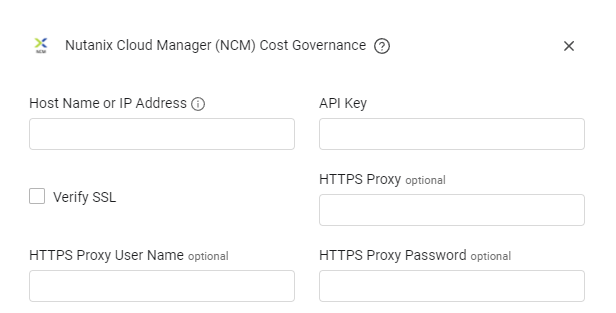 NCM
Nutanix Cloud Manager (NCM) Cost Governance
Host Name or IP Address
API Key
Verify SSL
HTTPS Proxy optional
HTTPS Proxy User Name optional
HTTPS Proxy Password optional